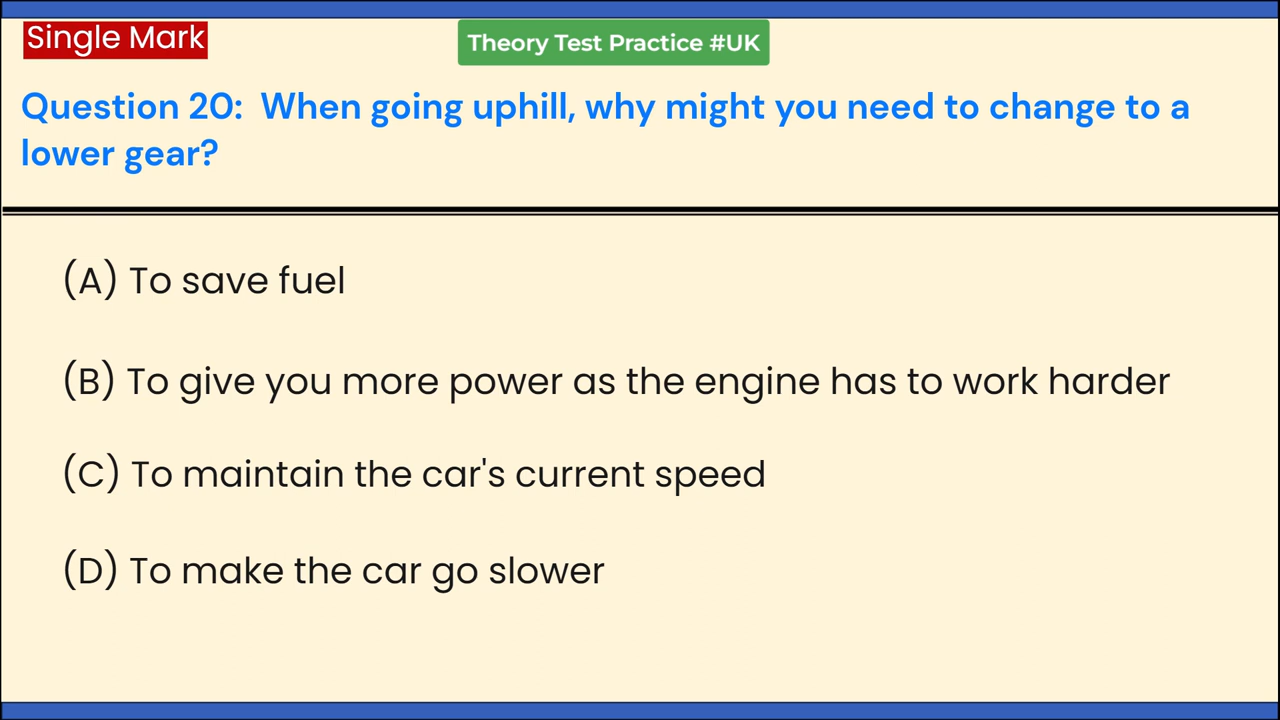 Single Mark
Theory Test Practice #UK
Question 20: When going uphill, why might you need to change to a
lower gear?
(A) To save fuel
(B) To give you more power as the engine has to work harder
(C) To maintain the car's current speed
(D) To make the car go slower